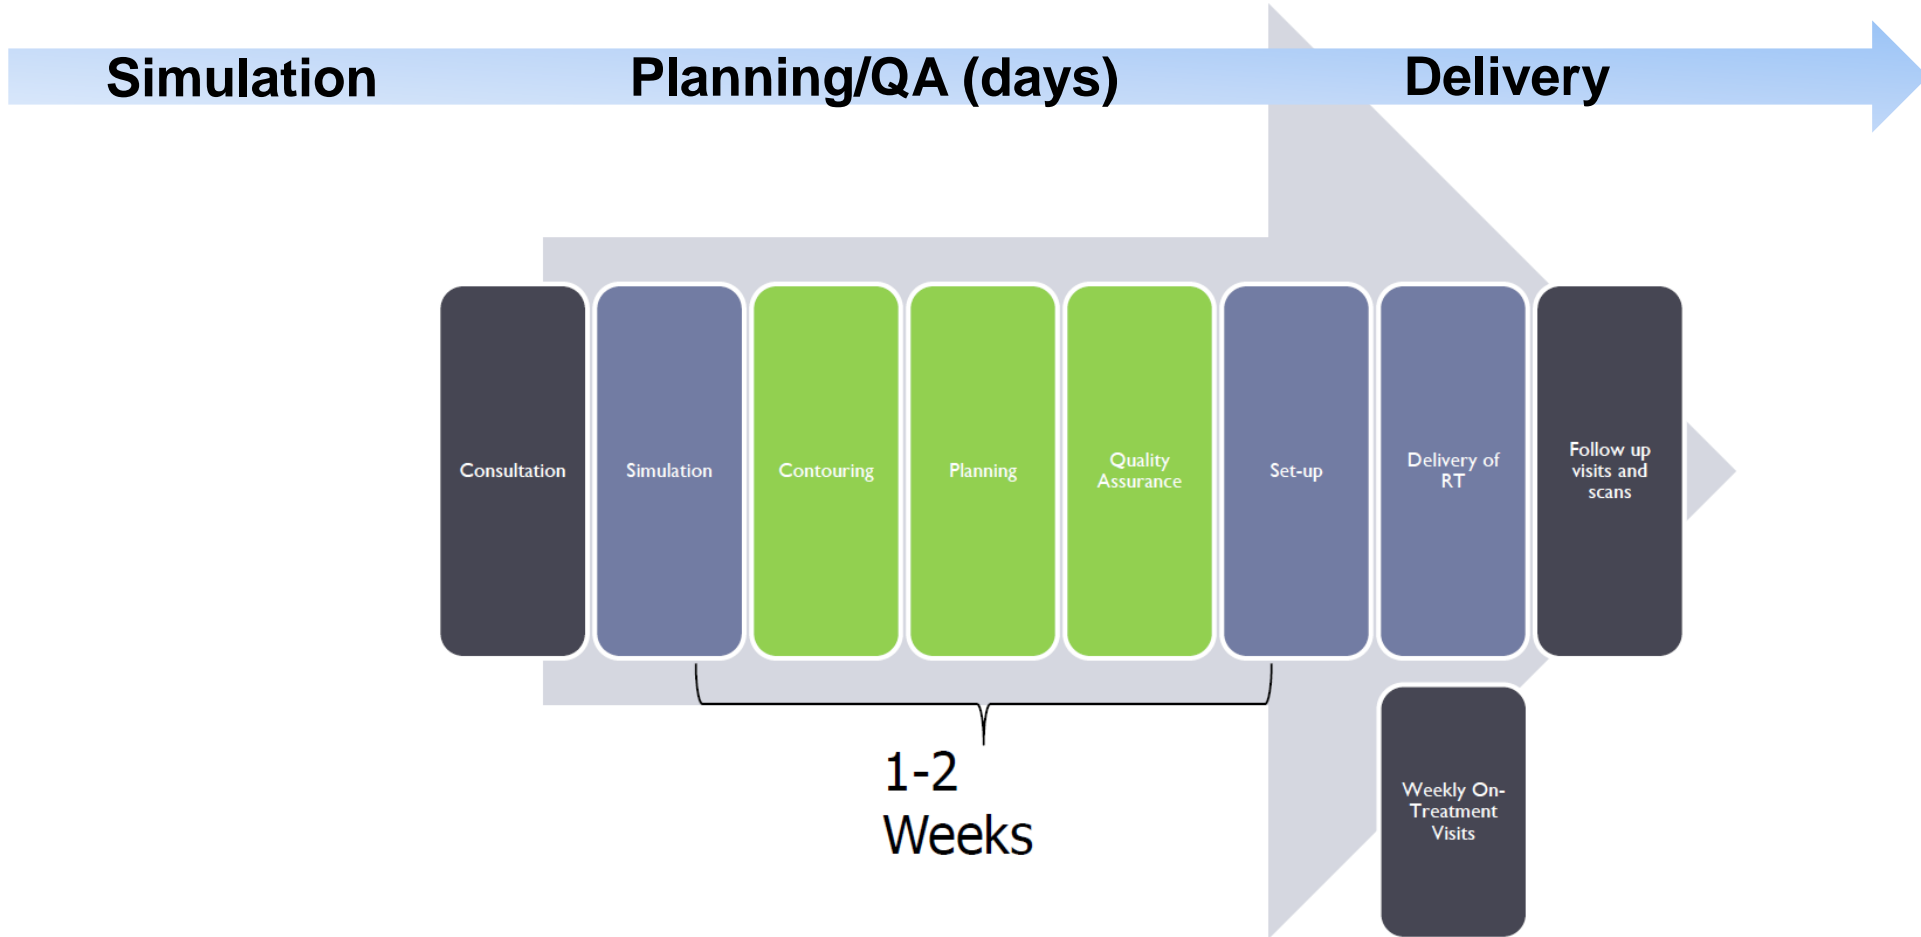 Simulation
Planning/QA (days)
Delivery
Consultation
Simulation
Contouring
Planning
Quality
Assurance
Set-up
Delivery of
RT
Follow up
visits and
scans
1-2
Weeks
Weekly On-
Treatment
Visits